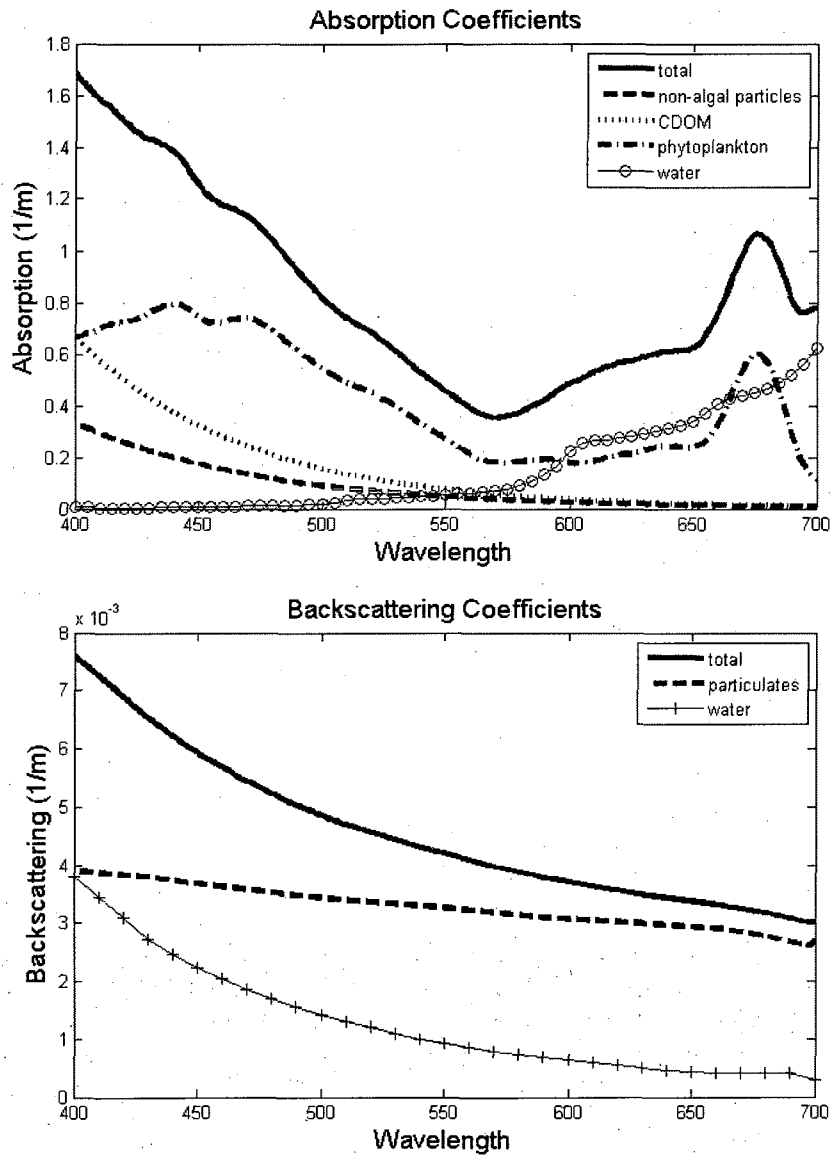 Absorption Coefficients
1.8
1.6
1.4
1.2
1
0.8
0.6
0.4
0.2
0
Absorption (1/m)
total
non-algal particles
CDOM
phytoplankton
water
400 450 500 550 600 650 700
Wavelength
Backscattering Coefficients
x 10⁻³
8
7
6
5
4
3
2
1
0
Backscattering (1/m)
total
particulates
water
400 450 500 550 600 650 700
Wavelength